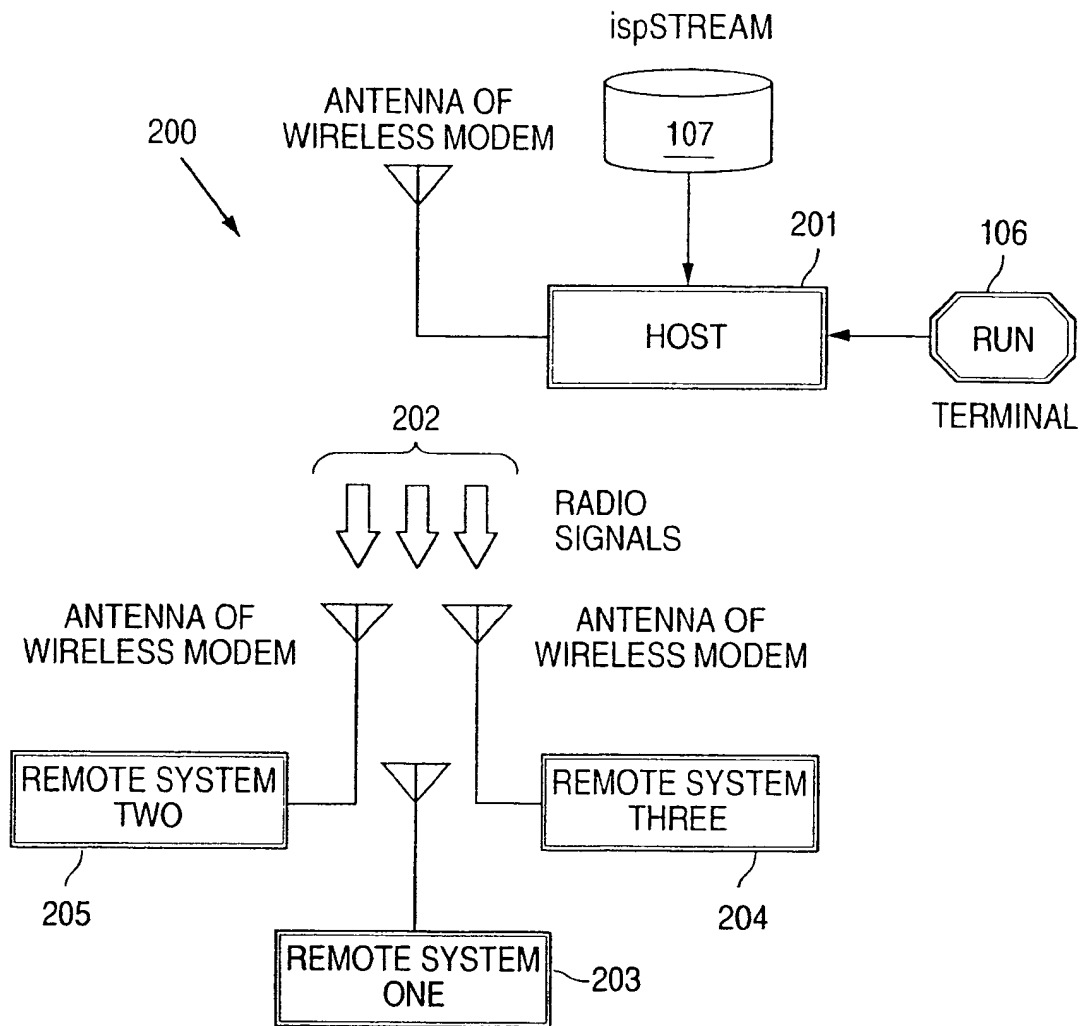 ispSTREAM
ANTENNA OF
WIRELESS MODEM
200
107
201
106
HOST
RUN
TERMINAL
202
RADIO
SIGNALS
ANTENNA OF
WIRELESS MODEM
ANTENNA OF
WIRELESS MODEM
REMOTE SYSTEM
TWO
REMOTE SYSTEM
THREE
205
204
REMOTE SYSTEM
ONE
203